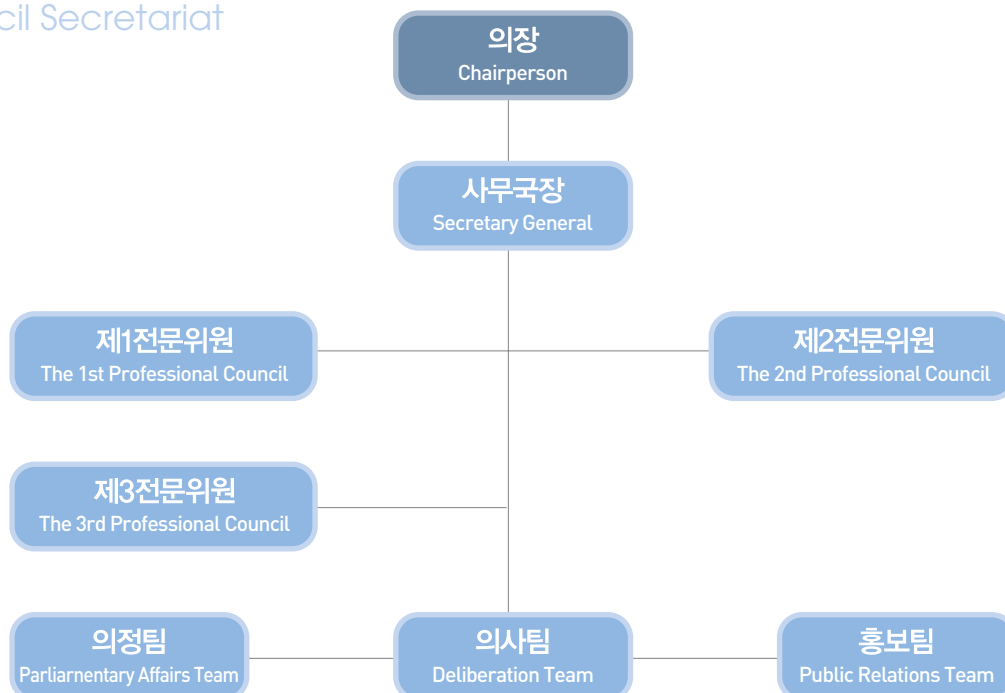 cil Secretariat
의장
Chairperson
사무국장
Secretary General
제1전문위원
The 1st Professional Council
제2전문위원
The 2nd Professional Council
제3전문위원
The 3rd Professional Council
의정팀
Parliarnentary Affairs Team
의사팀
Deliberation Team
홍보팀
Public Relations Team